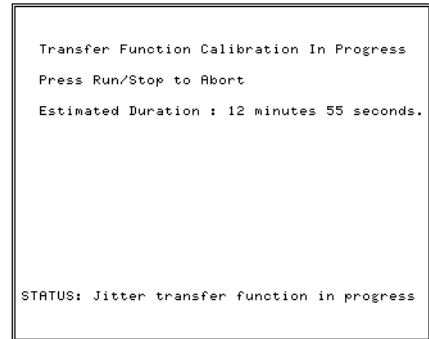 Transfer Function Calibration In Progress
Press Run/Stop to Abort
Estimated Duration : 12 minutes 55 seconds.
STATUS: Jitter transfer function in progress